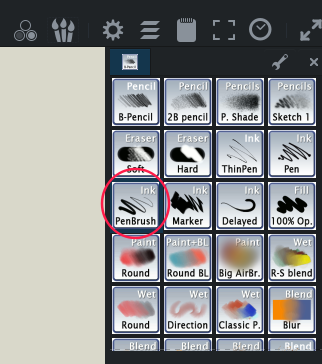 B-Pencil
Pencil Pencil Pencils Pencils
B-Pencil 2B pencil P. Shade Sketch 1
Eraser Eraser Ink Ink
Soft Hard ThinPen Pen
Ink Ink Ink Fill
PenBrush Marker Delayed 100% Op.
Paint Paint+BL Paint Wet
Round Round BL Big AirBr. R-S blend
Wet Wet Wet Blend
Round Direction Classic P. Blur
Blend Blend Blend Blend